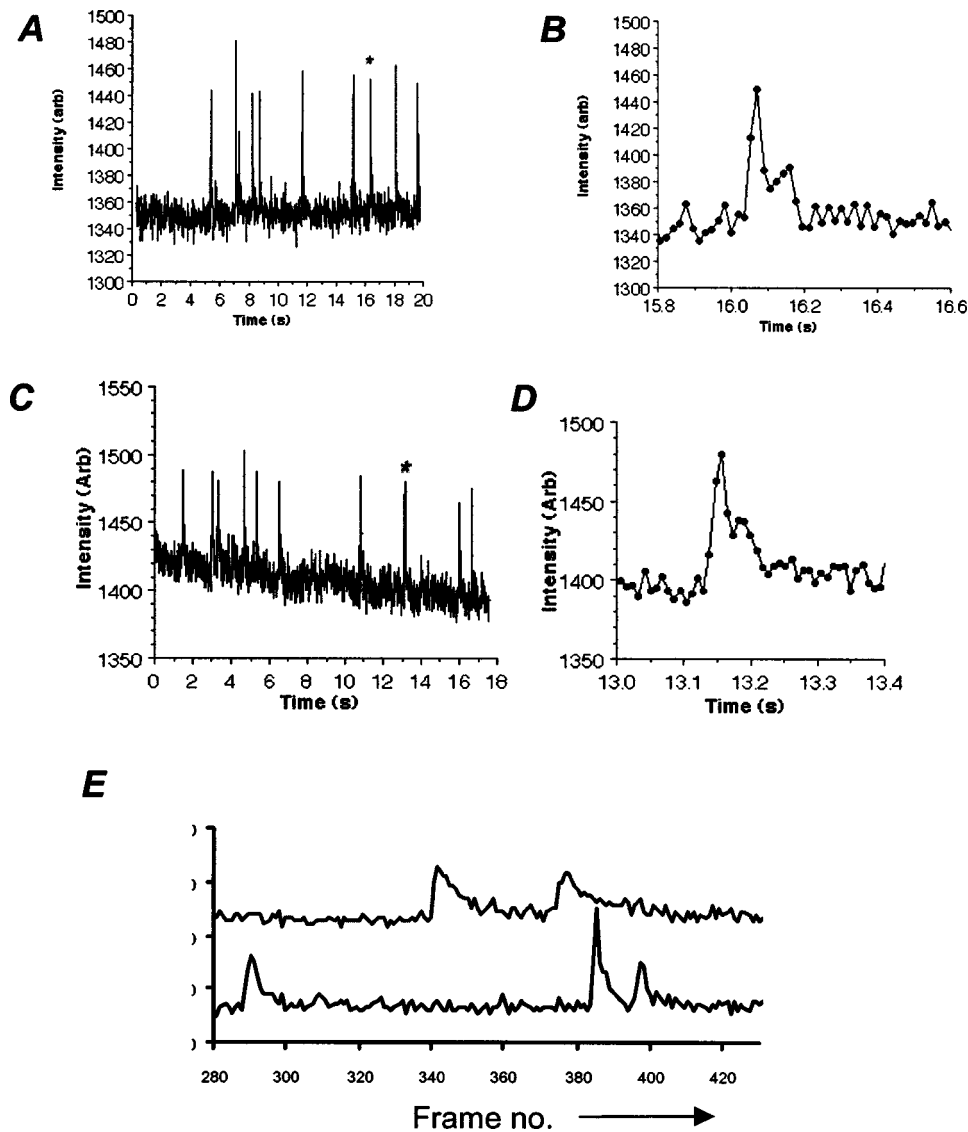 A
1500
1480
1460
1440
1420
1400
1380
1360
1340
1320
1300
Intensity (arb)
*
0 2 4 6 8 10 12 14 16 18 20
Time (s)
B
1500
1480
1460
1440
1420
1400
1380
1360
1340
1320
1300
Intensity (arb)
15.8 16.0 16.2 16.4 16.6
Time (s)
C
1550
1500
1450
1400
1350
Intensity (Arb)
*
0 2 4 6 8 10 12 14 16 18
Time (s)
D
1500
1450
1400
1350
Intensity (Arb)
13.0 13.1 13.2 13.3 13.4
Time (s)
E
)
)
)
)
)
280 300 320 340 360 380 400 420
Frame no.